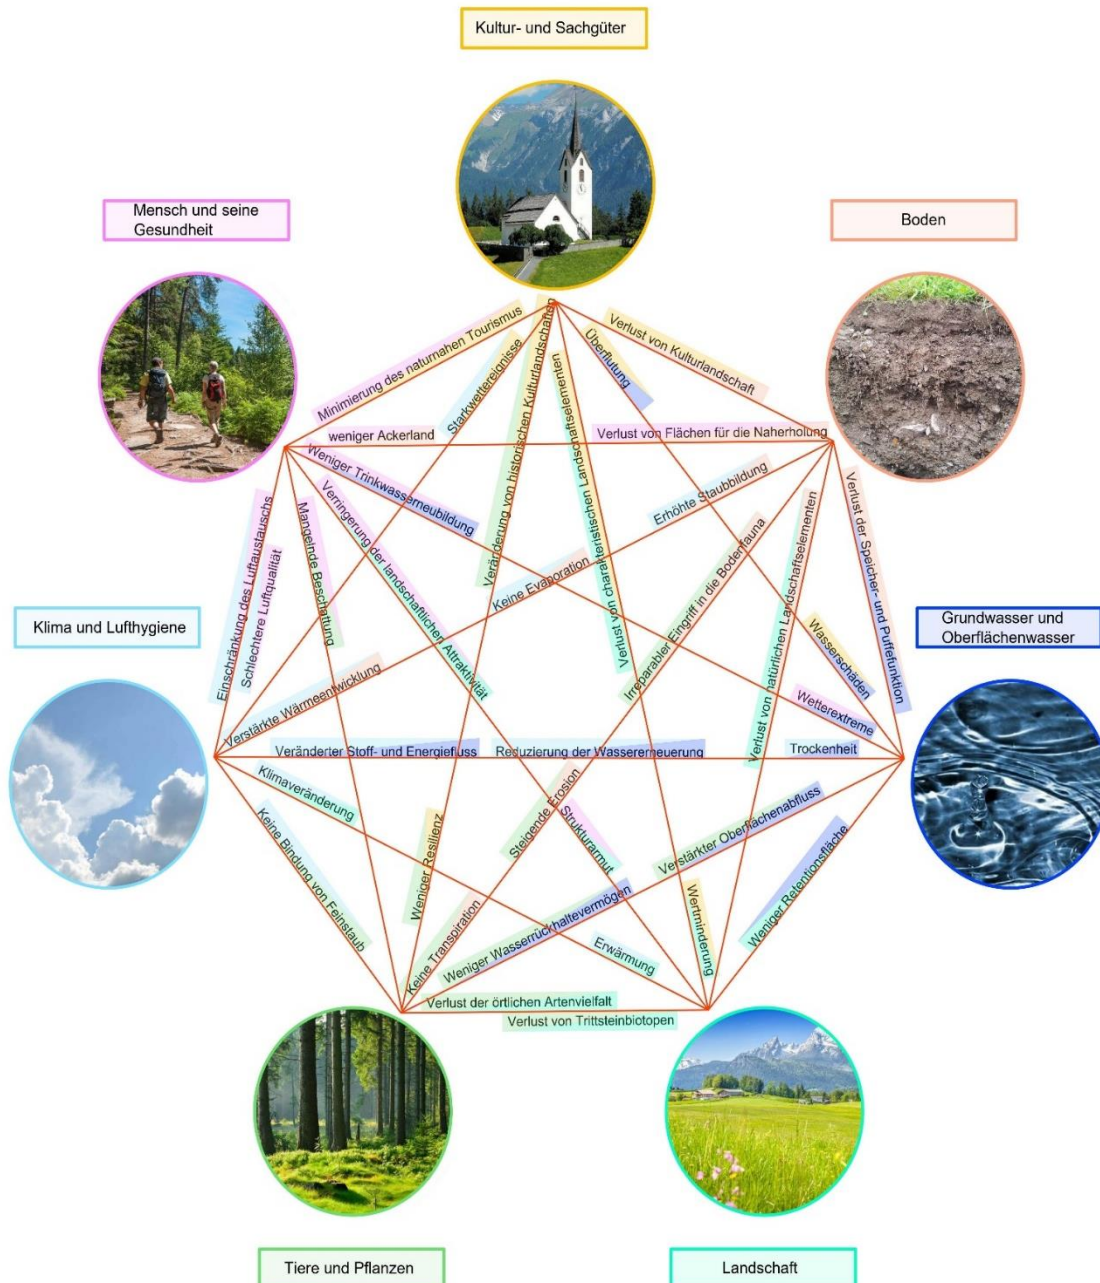 Kultur- und Sachgüter
Mensch und seine
Gesundheit
Boden
Minimierung des naturnahen Tourismus
Starkwettereignisse
Veränderung von historischen Kulturlandschaften
Verlust von charakteristischen Landschaftselementen
Überflutung
Verlust von Kulturlandschaft
weniger Ackerland
Verlust von Flächen für die Naherholung
Weniger Trinkwasserneubildung
Erhöhte Staubbildung
Einschränkung des Luftaustauschs
Schlechtere Luftqualität
Mangelnde Beschattung
Verringerung der landschaftlichen Attraktivität
Keine Evaporation
Irreparabler Eingriff in die Bodenfauna
Verlust von natürlichen Landschaftselementen
Verlust der Speicher- und Puffefunktion
Klima und Lufthygiene
Grundwasser und
Oberflächenwasser
Wasserschäden
Verstärkte Wärmeentwicklung
Wetterextreme
Veränderter Stoff- und Energiefluss
Reduzierung der Wassererneuerung
Trockenheit
Klimaveränderung
Keine Bindung von Feinstaub
Weniger Resilienz
Steigende Erosion
Strukturarmut
Verstärkter Oberflächenabfluss
Weniger Retentionsfläche
Keine Transpiration
Weniger Wasserrückhaltevermögen
Erwärmung
Wertminderung
Verlust der örtlichen Artenvielfalt
Verlust von Trittsteinbiotopen
Tiere und Pflanzen
Landschaft